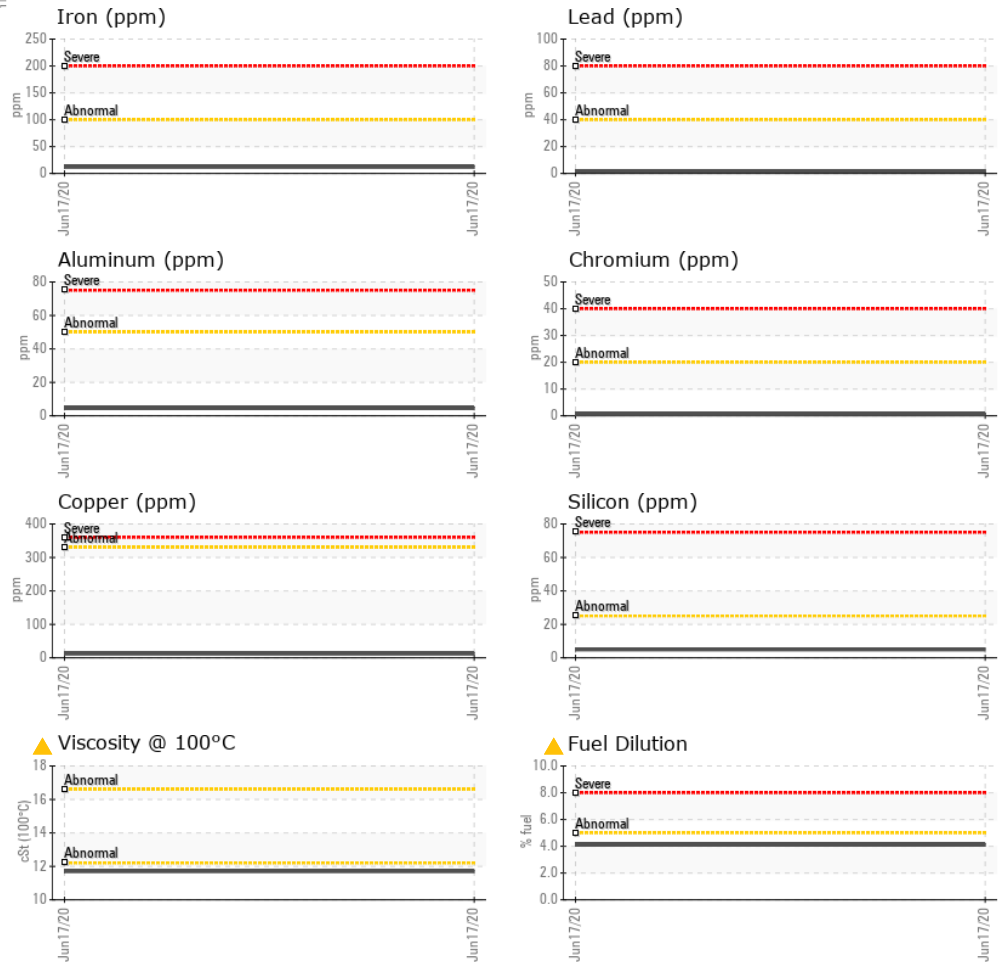 Iron (ppm)
250
200
150
100
50
0
ppm
Severe
Abnormal
Jun17/20
Jun17/20
Lead (ppm)
100
80
60
40
20
0
ppm
Severe
Abnormal
Jun17/20
Jun17/20
Aluminum (ppm)
80
60
40
20
0
ppm
Severe
Abnormal
Jun17/20
Jun17/20
Chromium (ppm)
50
40
30
20
10
0
ppm
Severe
Abnormal
Jun17/20
Jun17/20
Copper (ppm)
400
300
200
100
0
ppm
Severe
Abnormal
Jun17/20
Jun17/20
Silicon (ppm)
80
60
40
20
0
ppm
Severe
Abnormal
Jun17/20
Jun17/20
Viscosity @ 100°C
18
16
14
12
10
cSt (100°C)
Abnormal
Abnormal
Jun17/20
Jun17/20
Fuel Dilution
10.0
8.0
6.0
4.0
2.0
0.0
% fuel
Severe
Abnormal
Jun17/20
Jun17/20